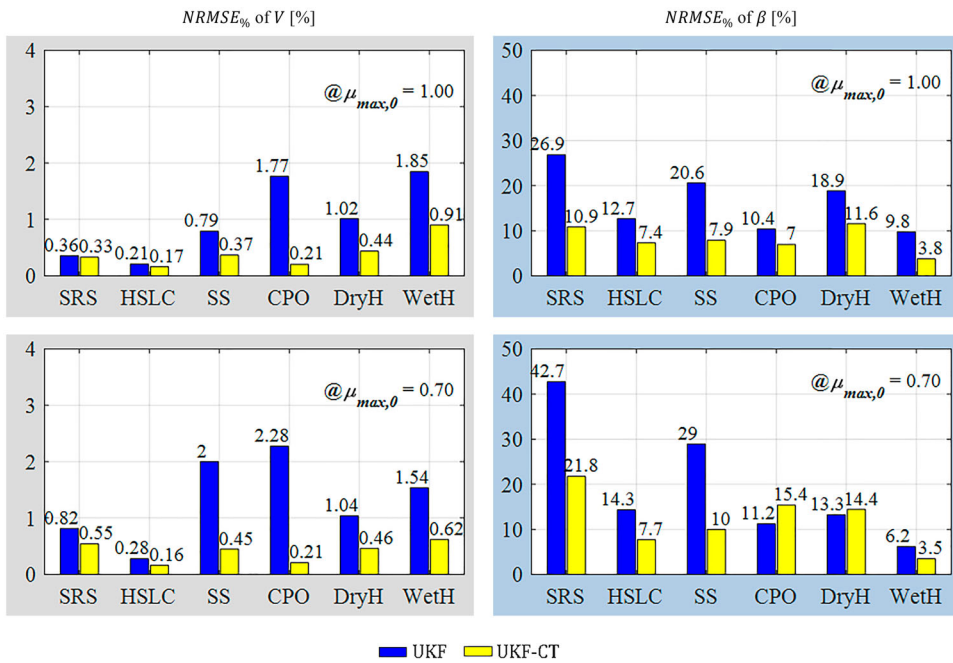 NRMSE% of V [%]
NRMSE% of β [%]
4
3
2
1
0
@μmax,0 = 1.00
0.36 0.33 0.21 0.17 0.79 0.37 1.77 0.21 1.02 0.44 1.85 0.91
SRS HSLC SS CPO DryH WetH
50
40
30
20
10
0
@μmax,0 = 1.00
26.9 10.9 12.7 7.4 20.6 7.9 10.4 7 18.9 11.6 9.8 3.8
SRS HSLC SS CPO DryH WetH
4
3
2
1
0
@μmax,0 = 0.70
0.82 0.55 0.28 0.16 2 0.45 2.28 0.21 1.04 0.46 1.54 0.62
SRS HSLC SS CPO DryH WetH
50
40
30
20
10
0
@μmax,0 = 0.70
42.7 21.8 14.3 7.7 29 10 11.2 15.4 13.3 14.4 6.2 3.5
SRS HSLC SS CPO DryH WetH
UKF UKF-CT